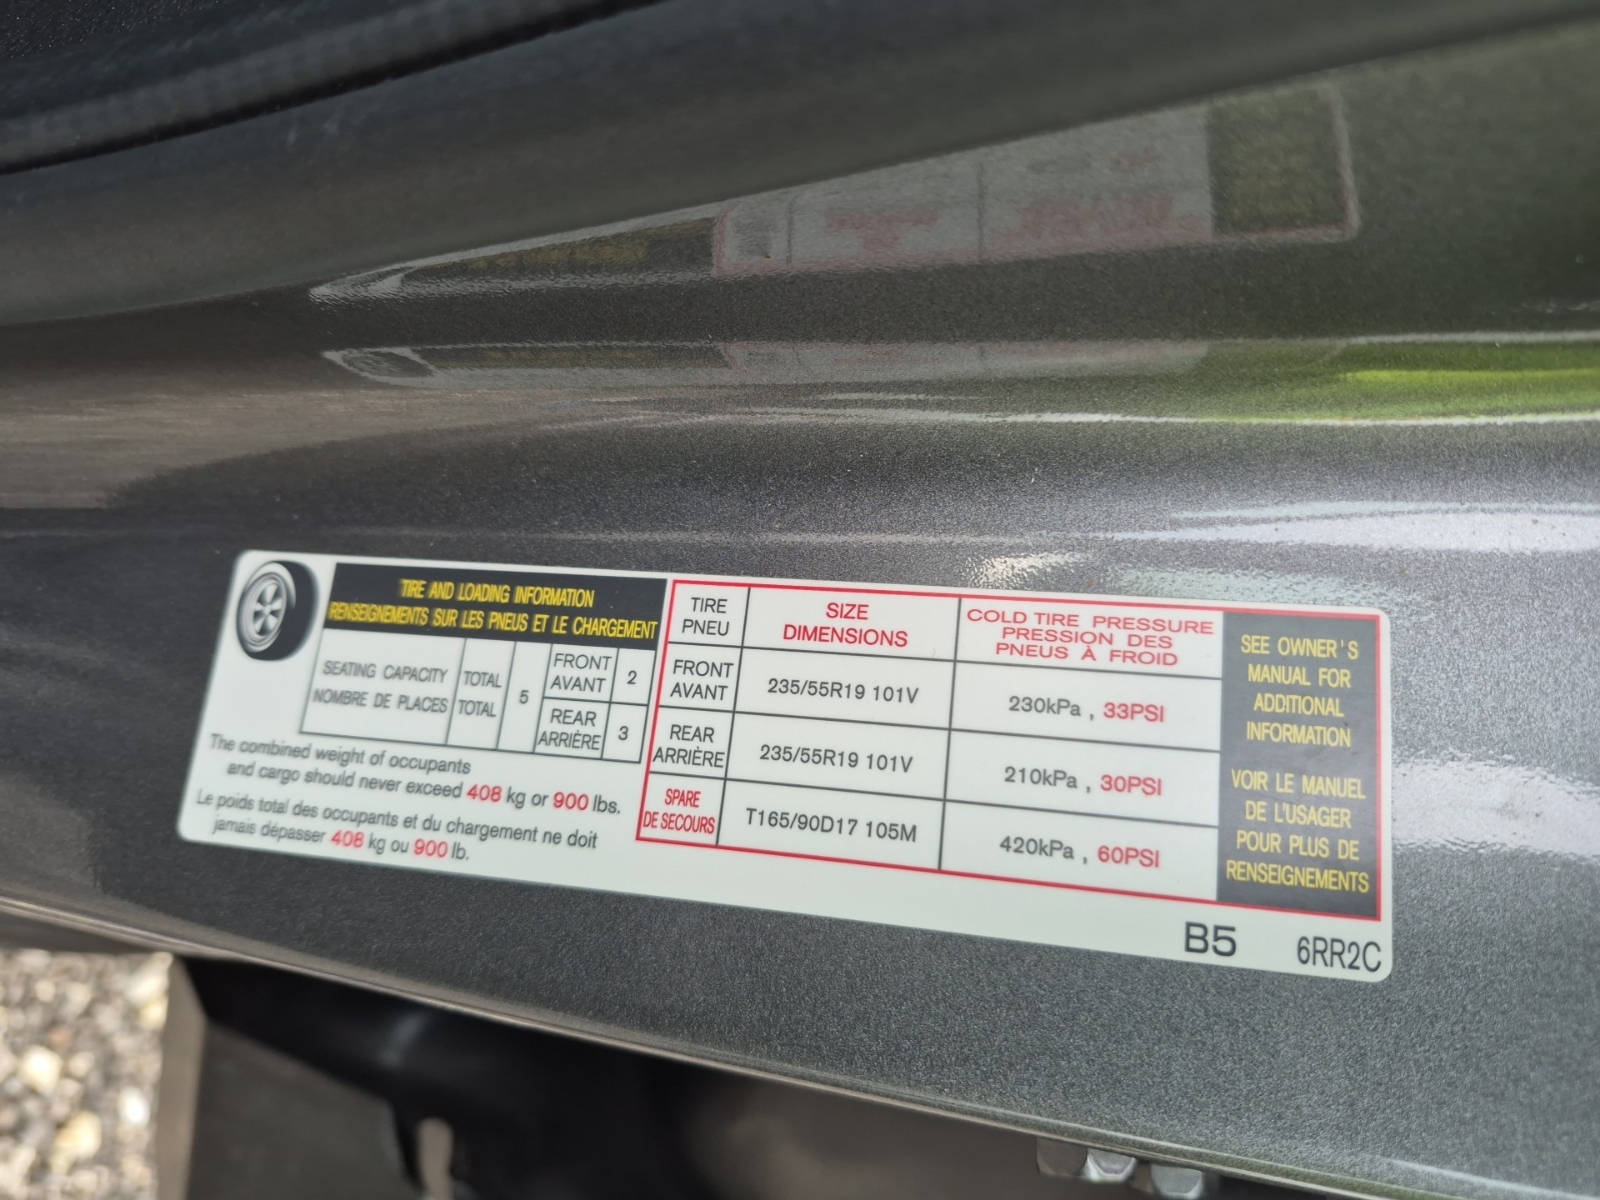 TIRE AND LOADING INFORMATION
RENSEIGNEMENTS SUR LES PNEUS ET LE CHARGEMENT
SEATING CAPACITY
NOMBRE DE PLACES
TOTAL
TOTAL
5
FRONT
AVANT
2
REAR
ARRIÈRE
3
The combined weight of occupants
and cargo should never exceed 408 kg or 900 lbs.
Le poids total des occupants et du chargement ne doit
jamais dépasser 408 kg ou 900 lb.
TIRE
PNEU
SIZE
DIMENSIONS
COLD TIRE PRESSURE
PRESSION DES
PNEUS À FROID
FRONT
AVANT
235/55R19 101V
230kPa , 33PSI
REAR
ARRIÈRE
235/55R19 101V
210kPa , 30PSI
SPARE
DE SECOURS
T165/90D17 105M
420kPa , 60PSI
SEE OWNER'S
MANUAL FOR
ADDITIONAL
INFORMATION
VOIR LE MANUEL
DE L'USAGER
POUR PLUS DE
RENSEIGNEMENTS
B5 6RR2C